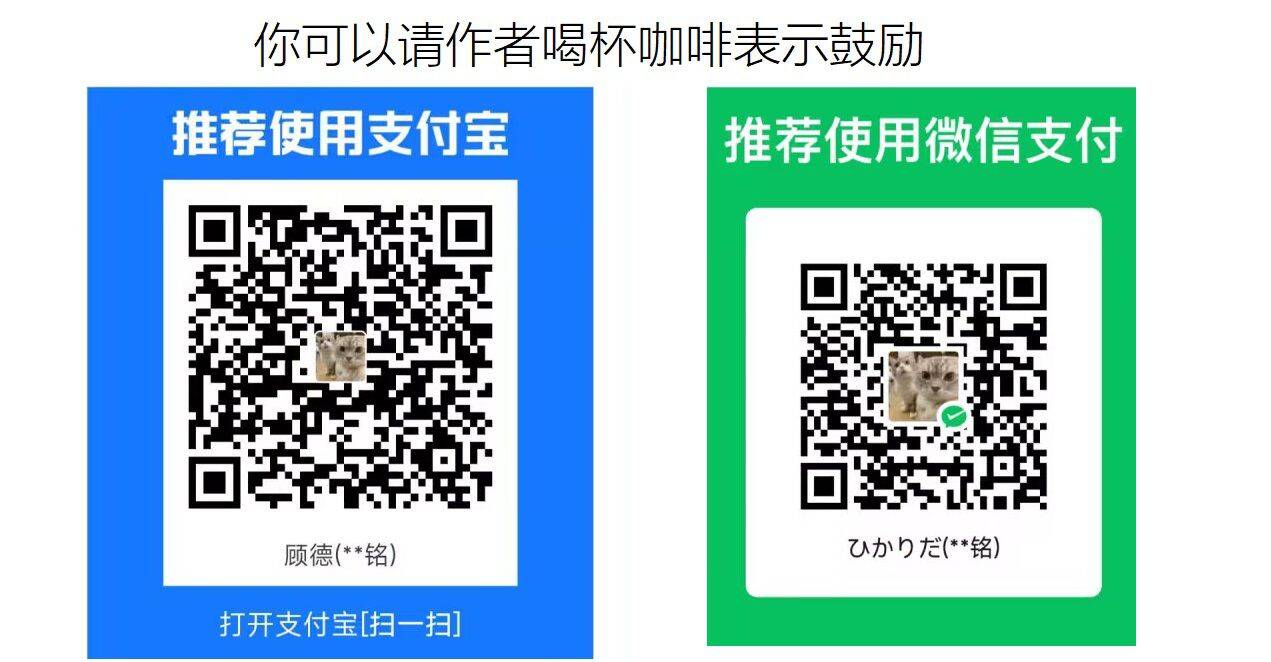 你可以请作者喝杯咖啡表示鼓励
推荐使用支付宝
顾德(**铭)
打开支付宝[扫一扫]
推荐使用微信支付
ひかりだ(**铭)